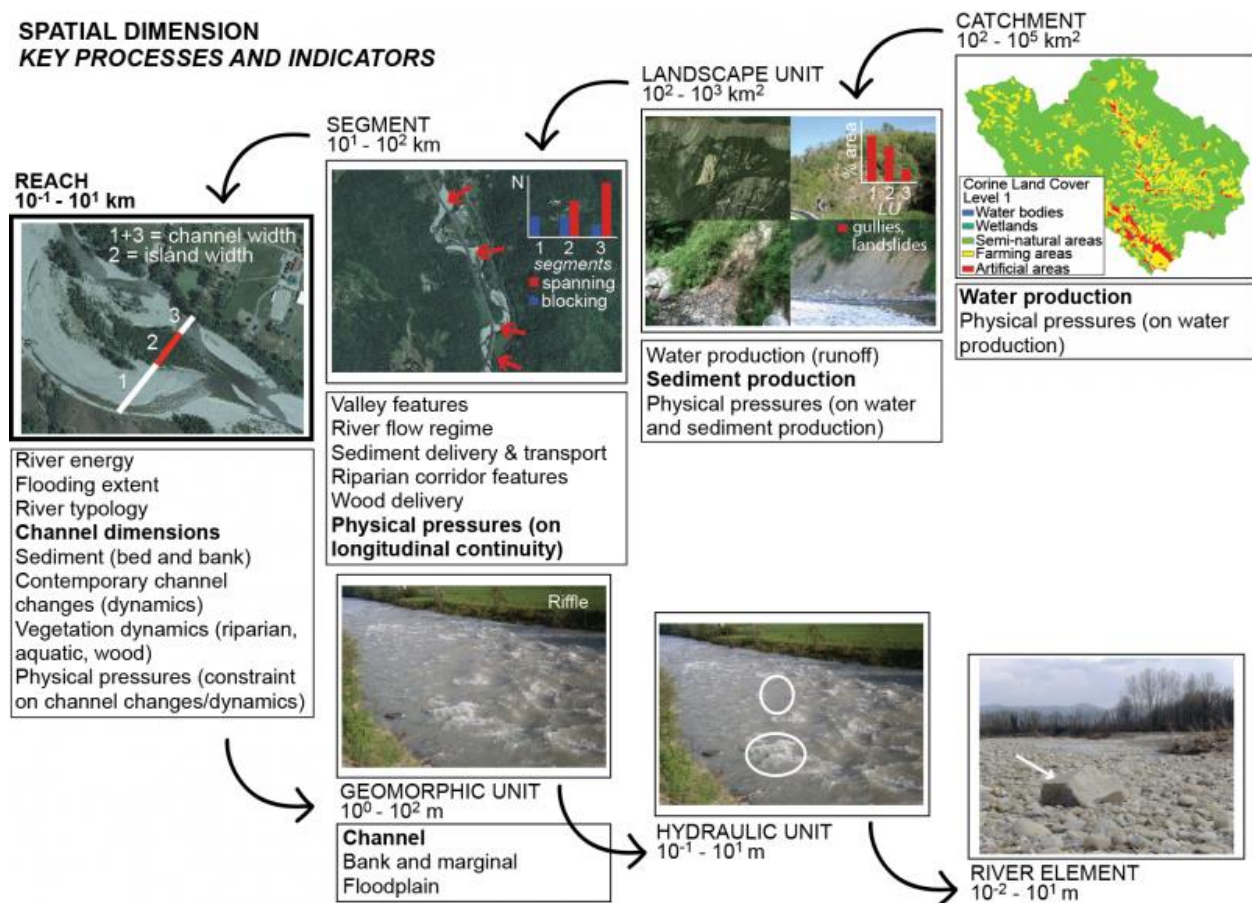 SPATIAL DIMENSION
KEY PROCESSES AND INDICATORS
CATCHMENT
10² - 10⁵ km²
Corine Land Cover
Level 1
Water bodies
Wetlands
Semi-natural areas
Farming areas
Artificial areas
Water production
Physical pressures (on water
production)
LANDSCAPE UNIT
10² - 10³ km²
% area
1 2 3
LU
gullies,
landslides
Water production (runoff)
Sediment production
Physical pressures (on water
and sediment production)
SEGMENT
10¹ - 10² km
N
1 2 3
segments
spanning
blocking
Valley features
River flow regime
Sediment delivery & transport
Riparian corridor features
Wood delivery
Physical pressures (on
longitudinal continuity)
REACH
10⁻¹ - 10¹ km
1+3 = channel width
2 = island width
3
2
1
River energy
Flooding extent
River typology
Channel dimensions
Sediment (bed and bank)
Contemporary channel
changes (dynamics)
Vegetation dynamics (riparian,
aquatic, wood)
Physical pressures (constraint
on channel changes/dynamics)
Riffle
GEOMORPHIC UNIT
10⁰ - 10² m
Channel
Bank and marginal
Floodplain
HYDRAULIC UNIT
10⁻¹ - 10¹ m
RIVER ELEMENT
10⁻² - 10¹ m